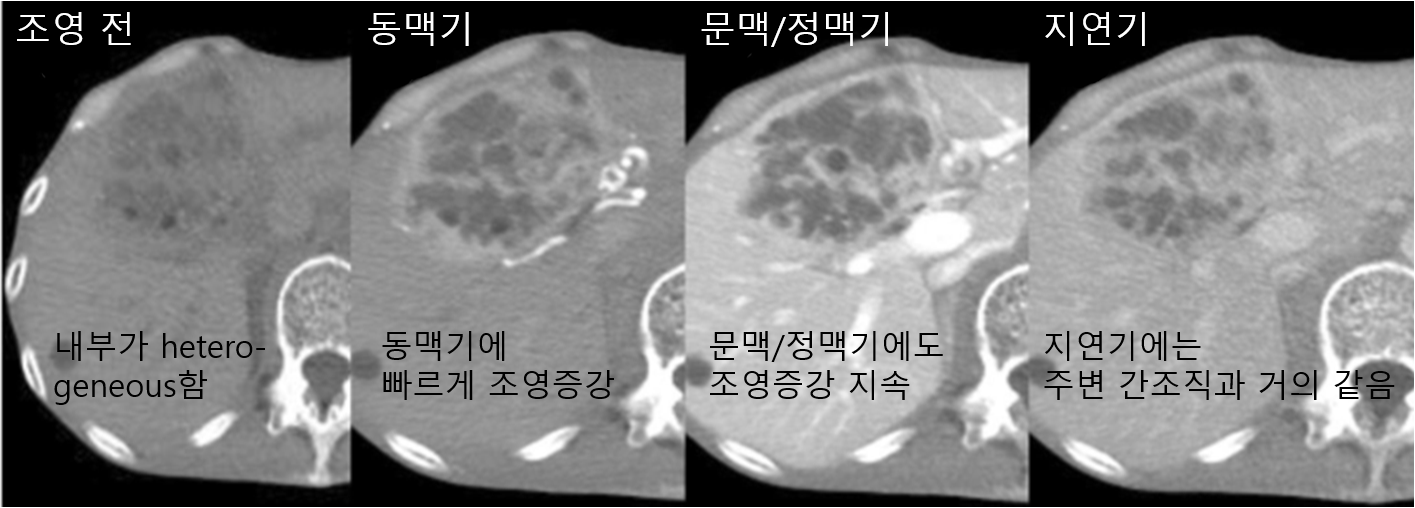 조영 전
동맥기
문맥/정맥기
지연기
내부가 hetero-
geneous함
동맥기에
빠르게 조영증강
문맥/정맥기에도
조영증강 지속
지연기에는
주변 간조직과 거의 같음